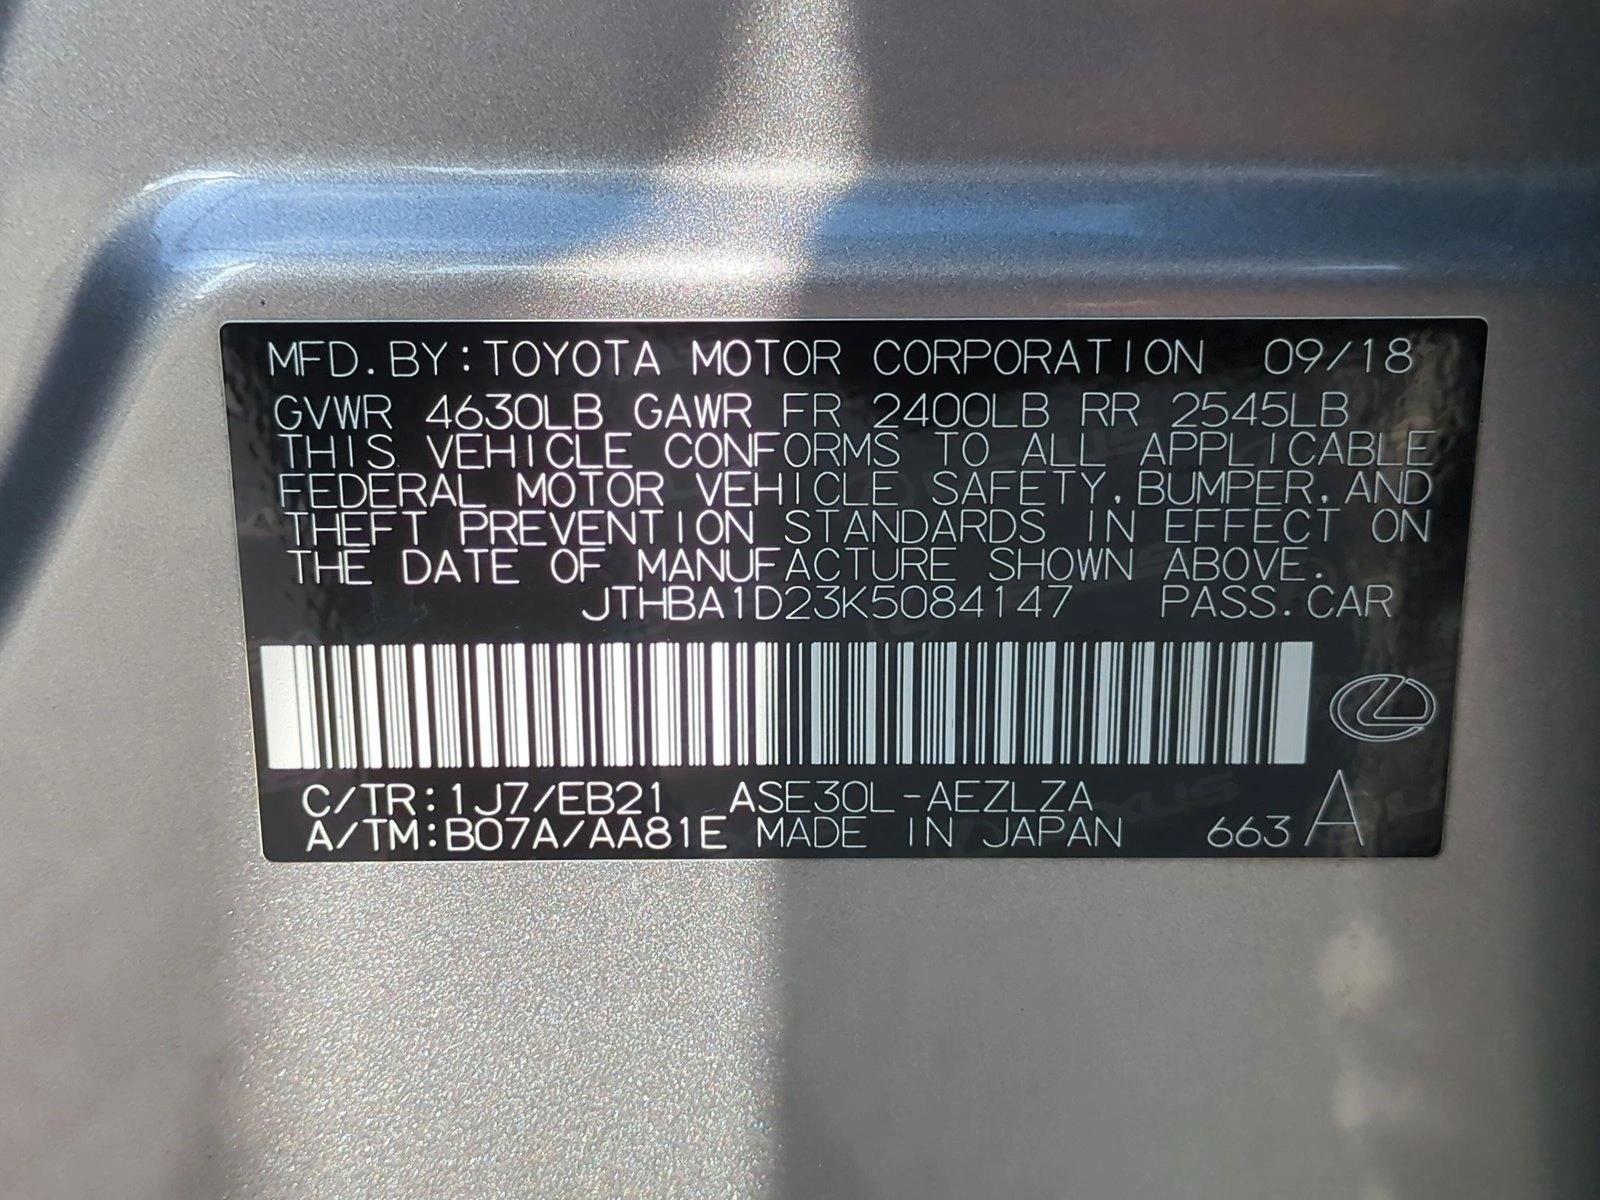 MFD.BY:TOYOTA MOTOR CORPORATION 09/18
GVWR 4630LB GAWR FR 2400LB RR 2545LB
THIS VEHICLE CONFORMS TO ALL APPLICABLE
FEDERAL MOTOR VEHICLE SAFETY,BUMPER,AND
THEFT PREVENTION STANDARDS IN EFFECT ON
THE DATE OF MANUFACTURE SHOWN ABOVE.
JTHBA1D23K5084147 PASS.CAR
C/TR:1J7/EB21 ASE30L-AEZLZA
A/TM:B07A/AA81E MADE IN JAPAN 663 A